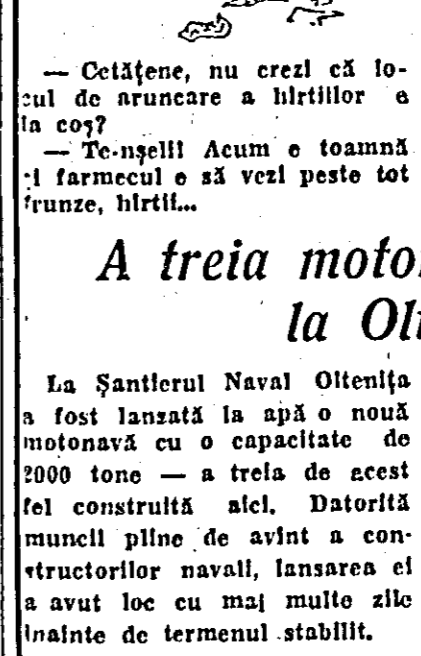 — Cetățene, nu crezi că lo-
cul de aruncare a hîrtiilor e
la coș?
— Te-nșeli! Acum e toamnă
și farmecul e să vezi peste tot
frunze, hîrtii...
A treia moto
la Olt
La Șantierul Naval Oltenița
a fost lansată la apă o nouă
motonavă cu o capacitate de
2000 tone — a treia de acest
fel construită aici. Datorită
muncii pline de avînt a con-
structorilor navali, lansarea ei
a avut loc cu mai multe zile
înainte de termenul stabilit.